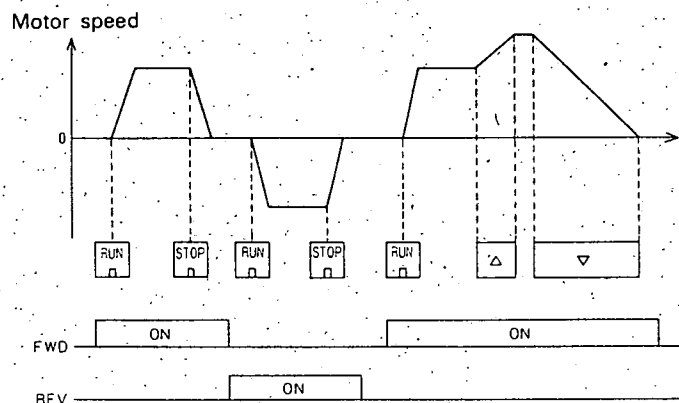 Motor speed
0
RUN STOP RUN STOP RUN △ ▽
FWD ON ON
REV ON